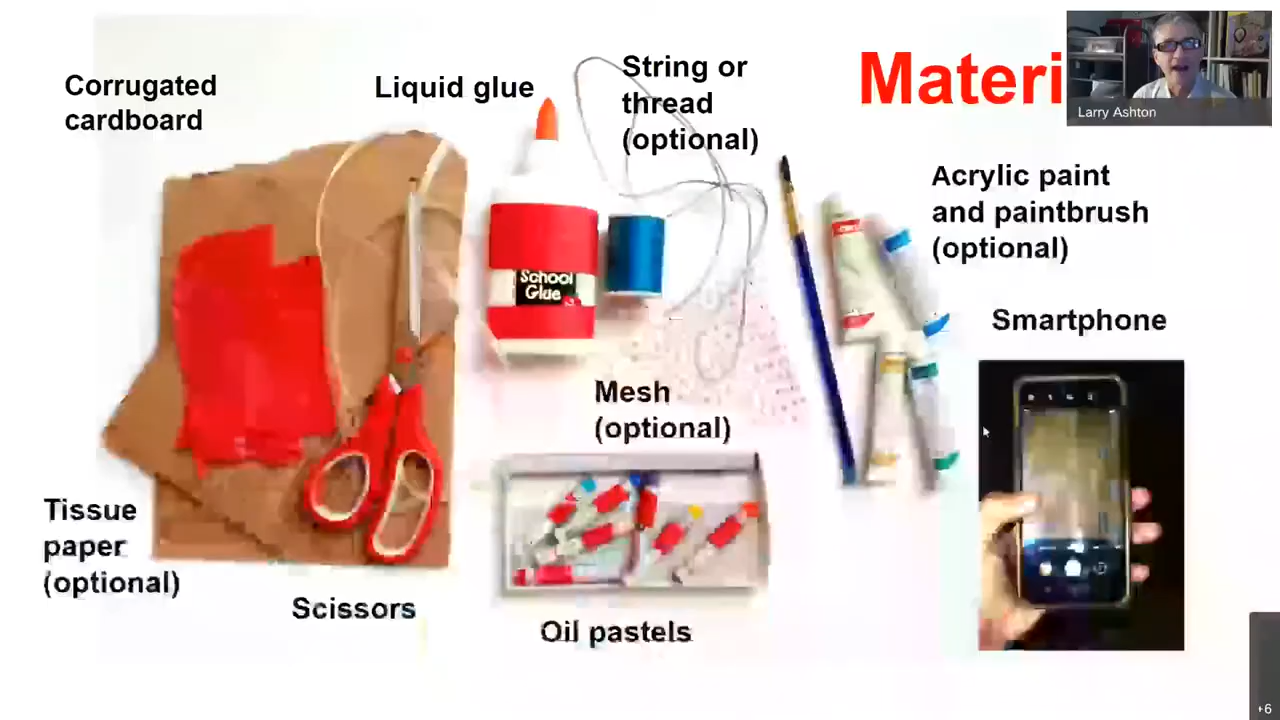 Corrugated
cardboard
Liquid glue
String or
thread
(optional)
Materi
Larry Ashton
Acrylic paint
and paintbrush
(optional)
School
Glue
Smartphone
Mesh
(optional)
Tissue
paper
(optional)
Scissors
Oil pastels
+6